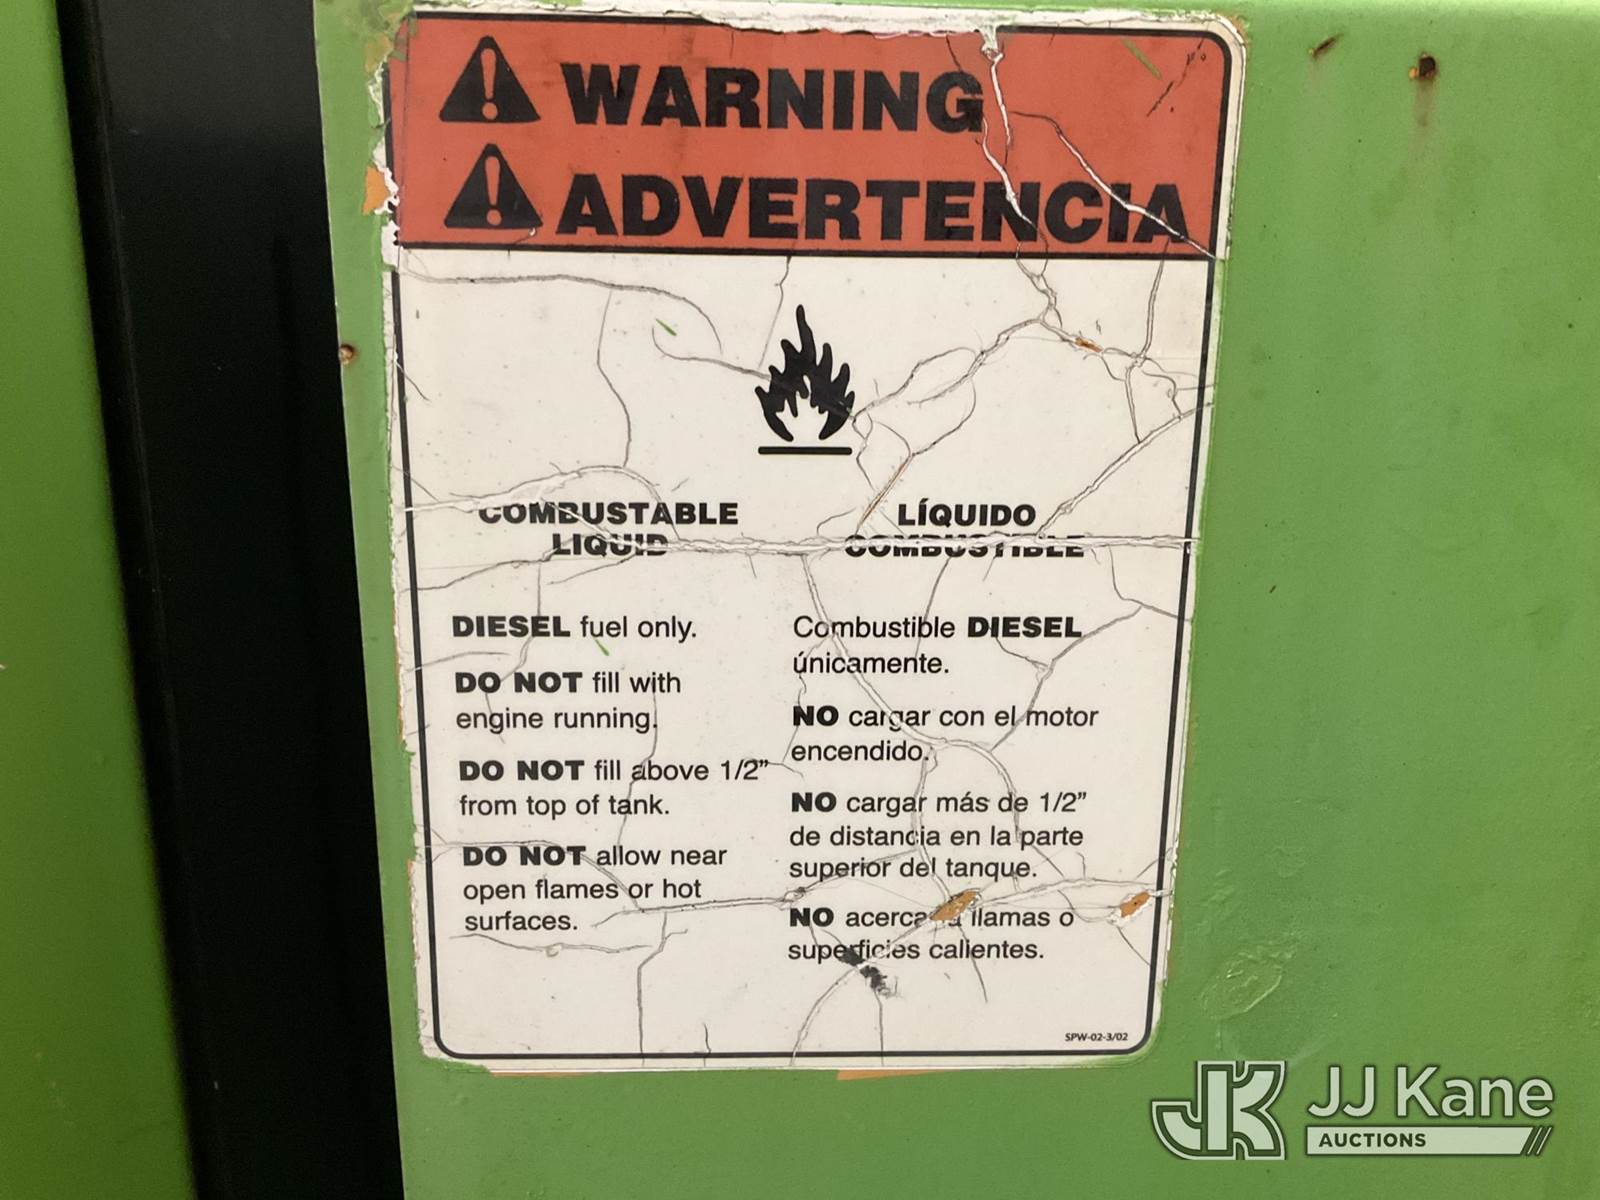 WARNING
ADVERTENCIA
COMBUSTABLE
LIQUID
DIESEL fuel only.
DO NOT fill with
engine running.
DO NOT fill above 1/2”
from top of tank.
DO NOT allow near
open flames or hot
surfaces.
LÍQUIDO
COMBUSTIBLE
Combustible DIESEL
únicamente.
NO cargar con el motor
encendido.
NO cargar más de 1/2”
de distancia en la parte
superior del tanque.
NO acercar a llamas o
superficies calientes.
SPW-02-3/02
JJ Kane
AUCTIONS